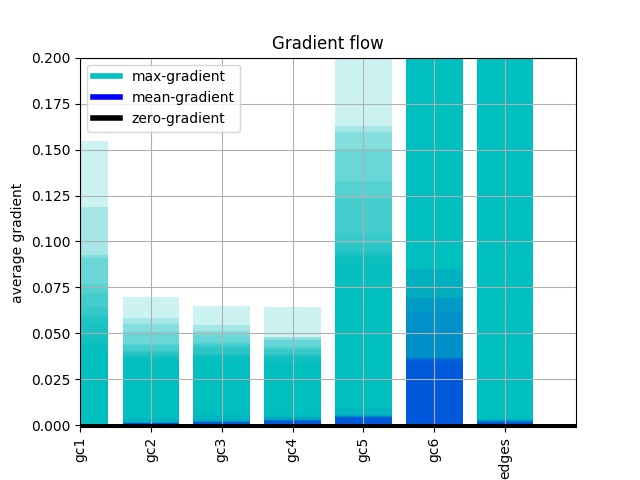 Gradient flow
max-gradient
mean-gradient
zero-gradient
average gradient
0.200
0.175
0.150
0.125
0.100
0.075
0.050
0.025
0.000
gc1
gc2
gc3
gc4
gc5
gc6
edges